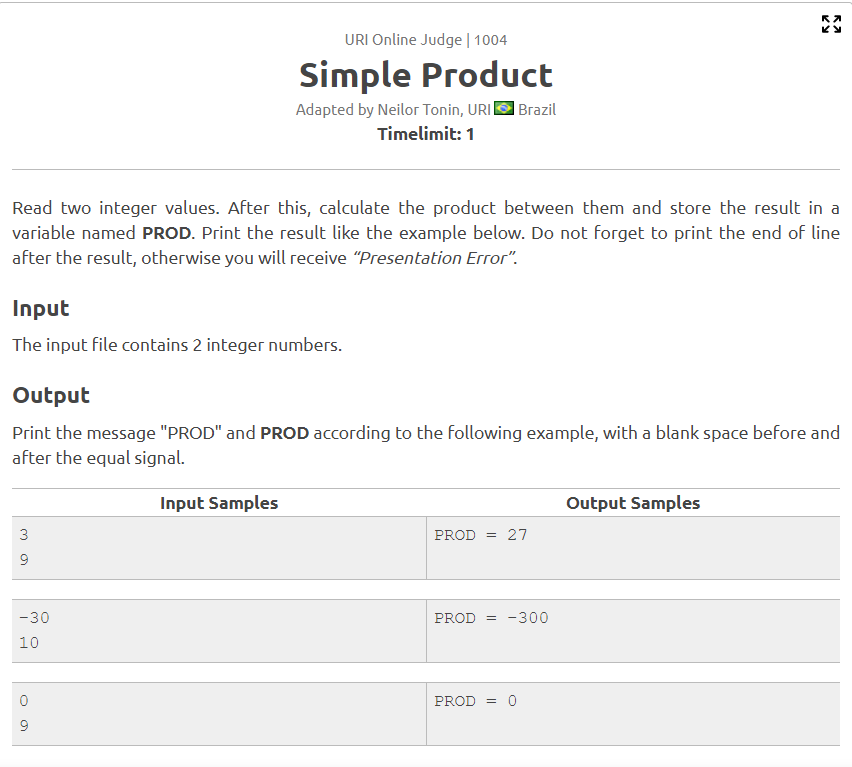 URI Online Judge | 1004
Simple Product
Adapted by Neilor Tonin, URI Brazil
Timelimit: 1
Read two integer values. After this, calculate the product between them and store the result in a
variable named PROD. Print the result like the example below. Do not forget to print the end of line
after the result, otherwise you will receive “Presentation Error”.
Input
The input file contains 2 integer numbers.
Output
Print the message "PROD" and PROD according to the following example, with a blank space before and
after the equal signal.
Input Samples Output Samples
3 PROD = 27
9
-30 PROD = -300
10
0 PROD = 0
9